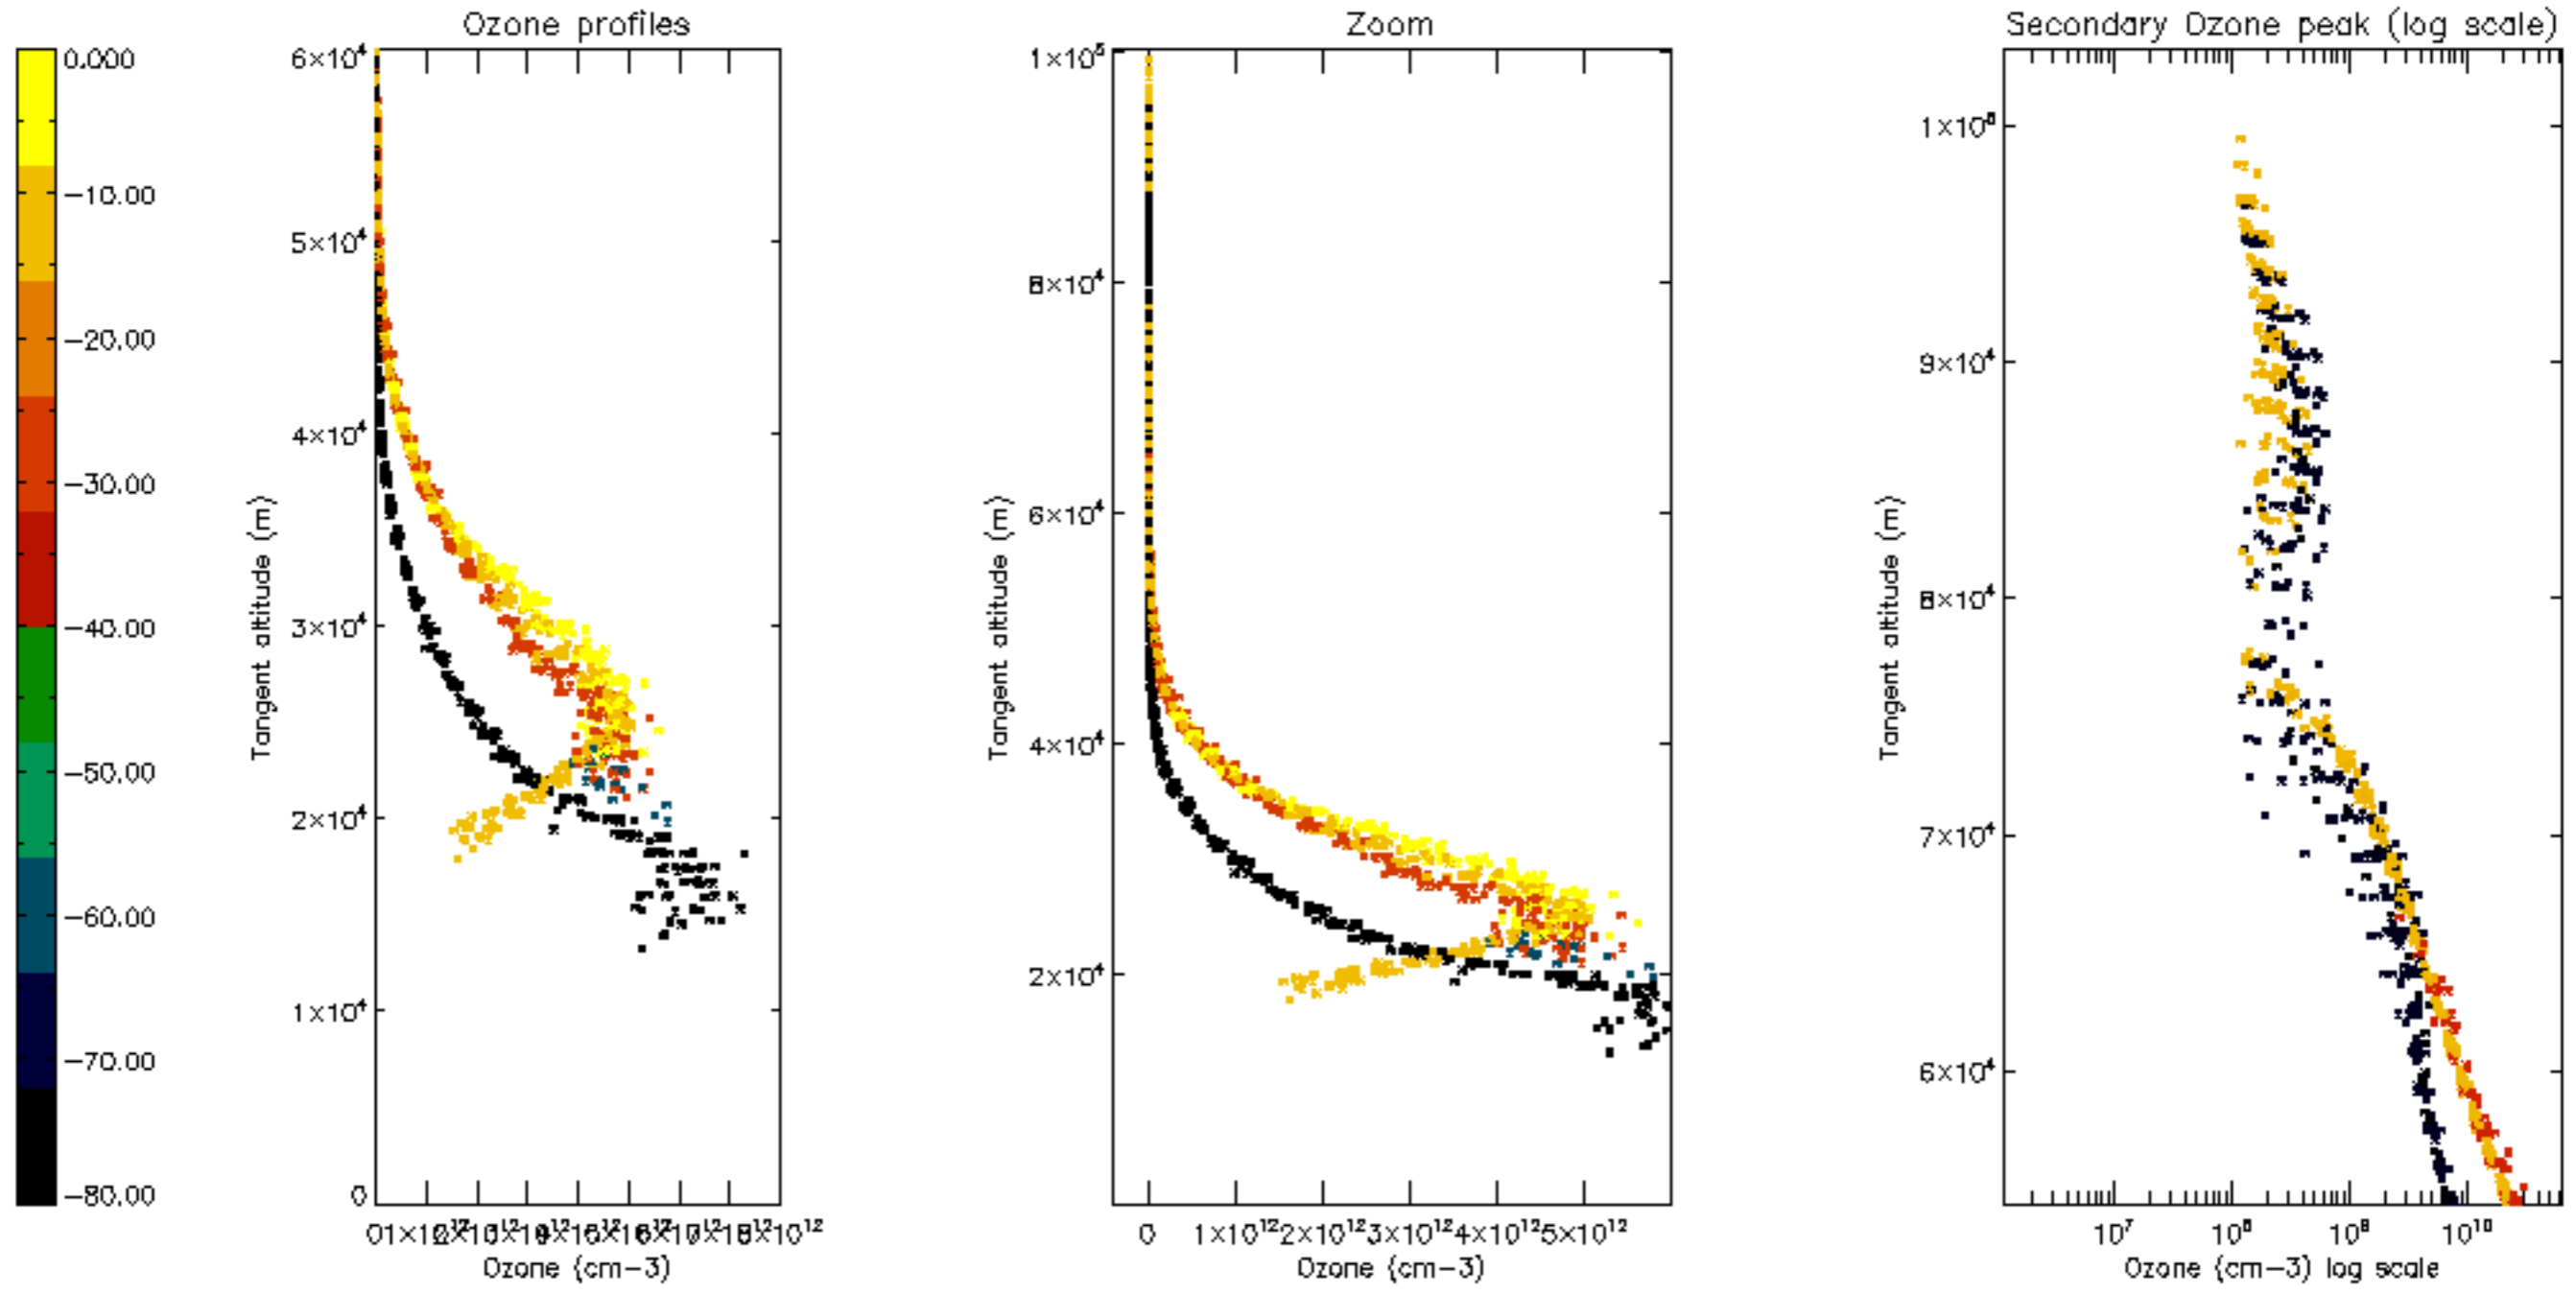 Ozone profiles
Zoom
Secondary Ozone peak (log scale)
0.000
-10.00
-20.00
-30.00
-40.00
-50.00
-60.00
-70.00
-80.00
6×10⁴
5×10⁴
4×10⁴
3×10⁴
2×10⁴
1×10⁴
0
Tangent altitude (m)
Ozone (cm-3)
1×10⁵
8×10⁴
6×10⁴
4×10⁴
2×10⁴
Tangent altitude (m)
0 1×10¹² 2×10¹² 3×10¹² 4×10¹² 5×10¹²
Ozone (cm-3)
9×10⁴
8×10⁴
7×10⁴
6×10⁴
Tangent altitude (m)
10⁷ 10⁸ 10⁹ 10¹⁰
Ozone (cm-3) log scale